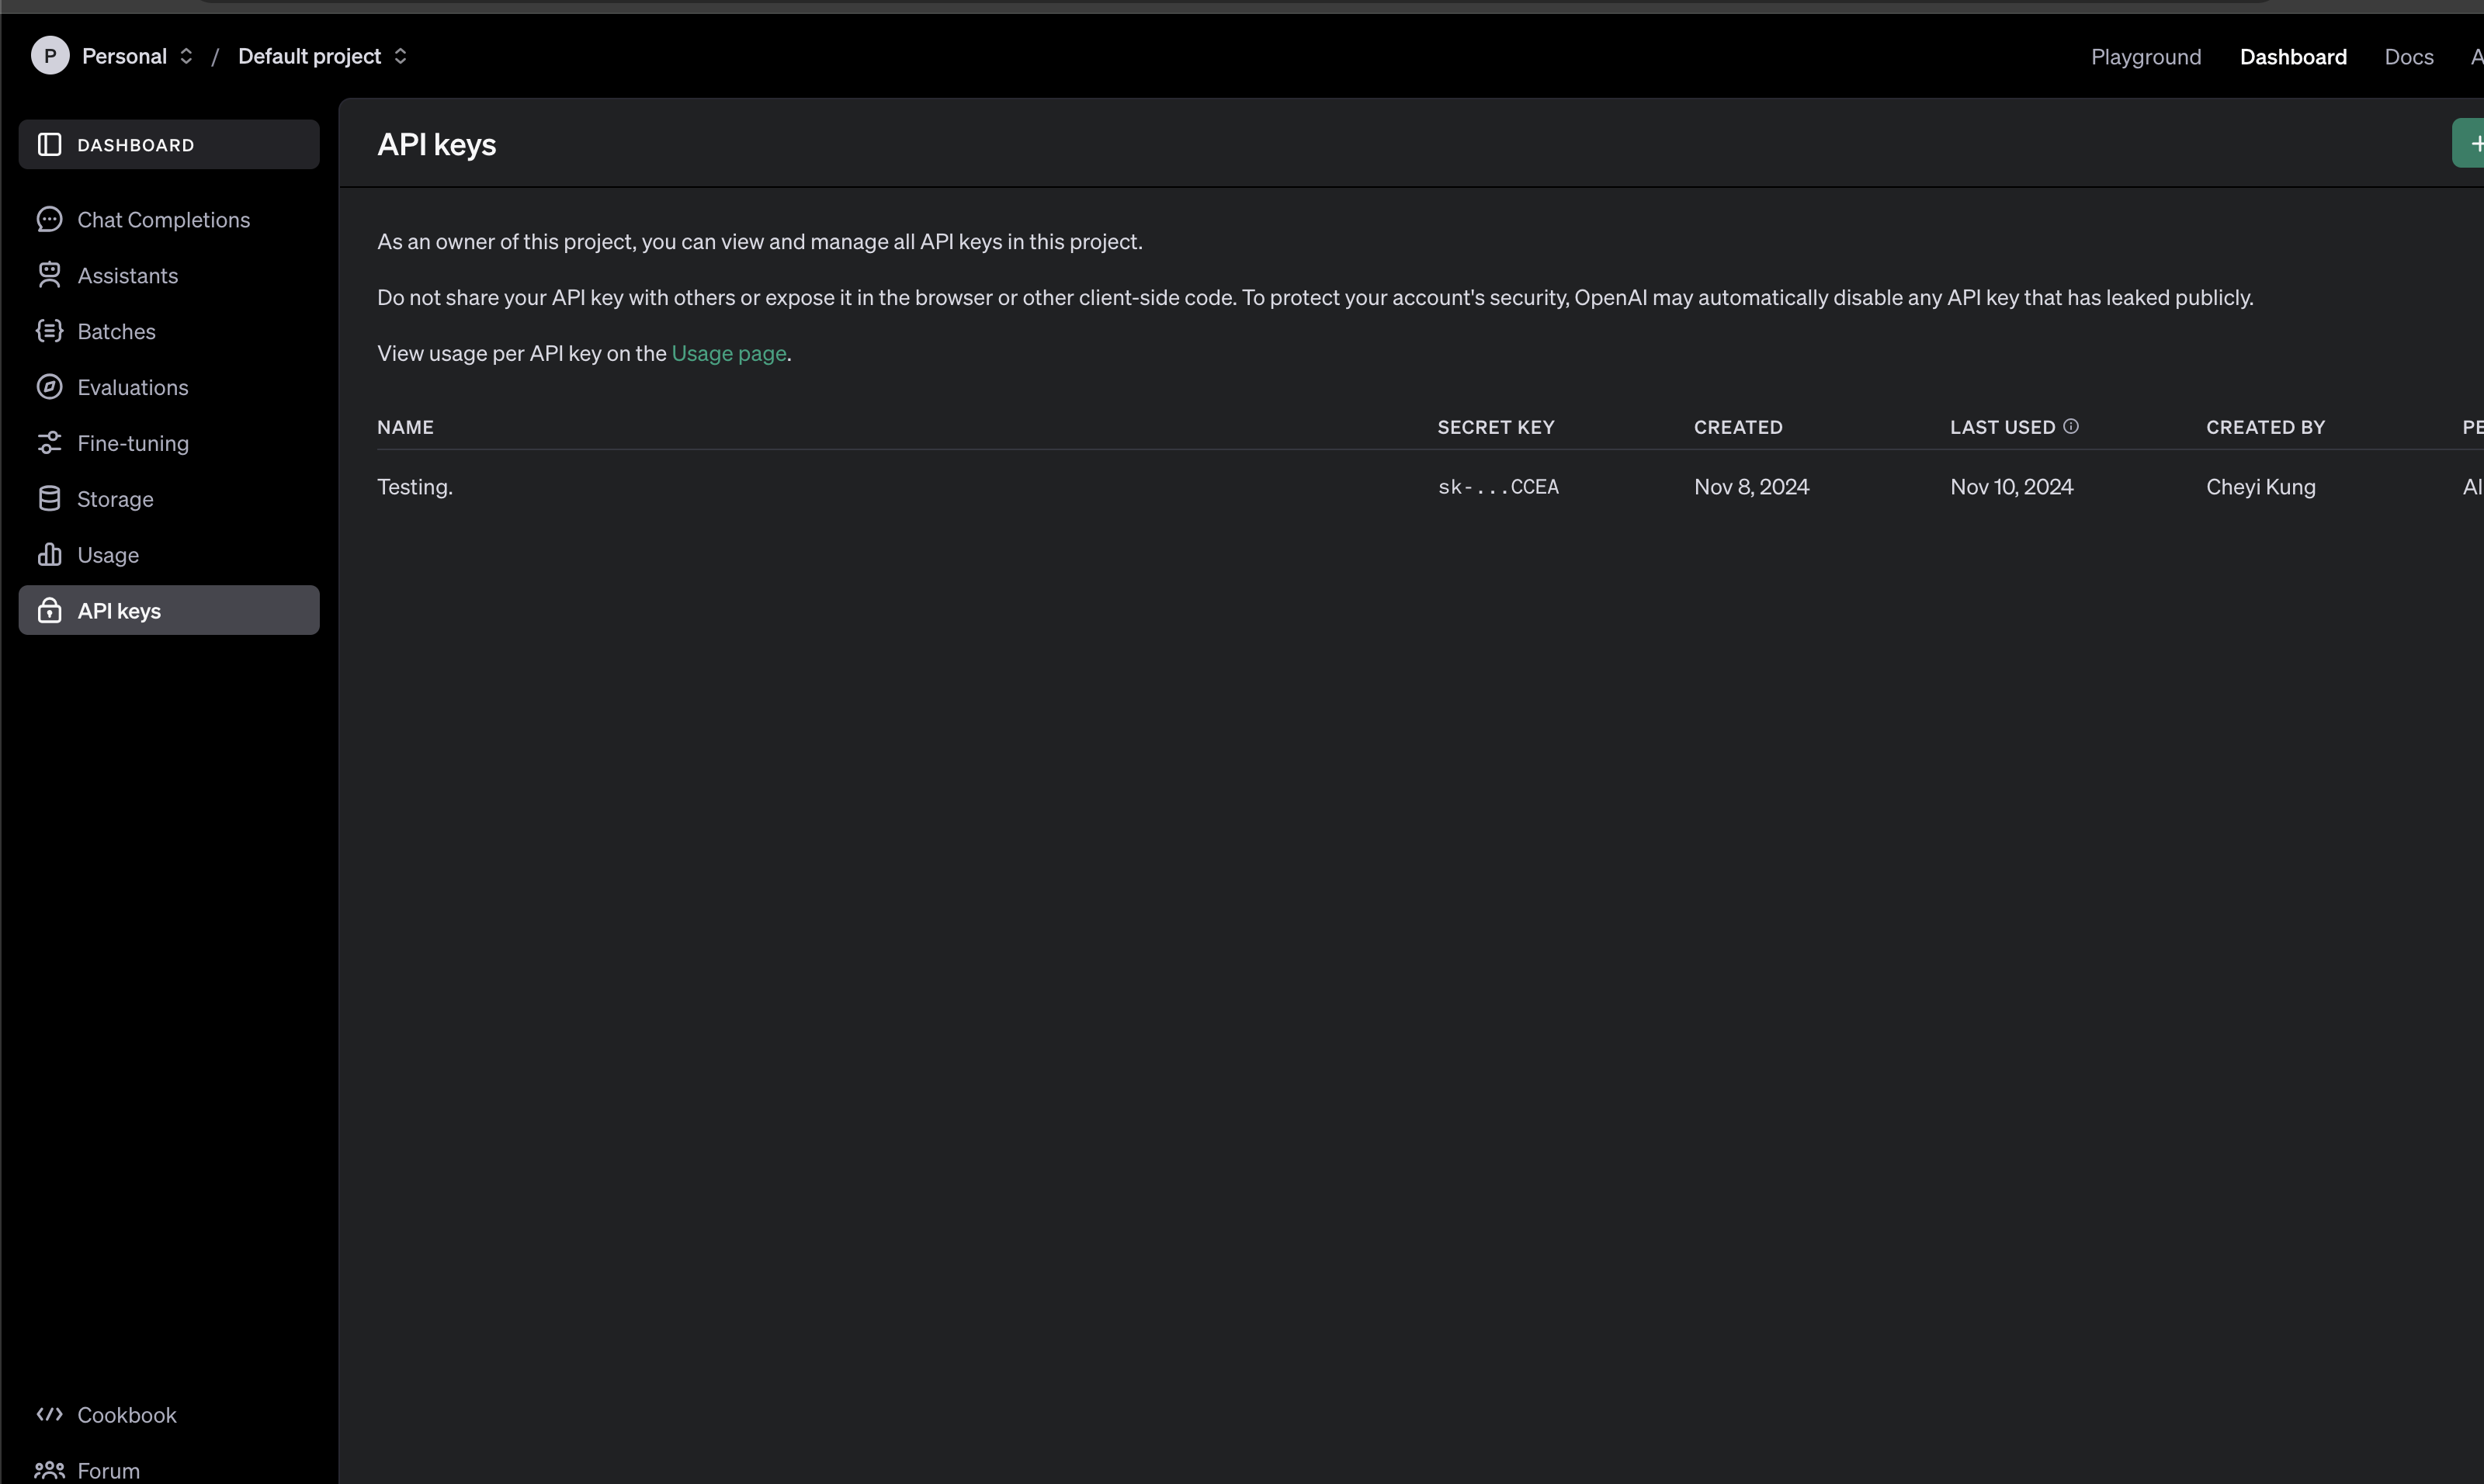 P Personal / Default project
Playground Dashboard Docs
DASHBOARD
Chat Completions
Assistants
Batches
Evaluations
Fine-tuning
Storage
Usage
API keys
Cookbook
Forum
API keys
+
As an owner of this project, you can view and manage all API keys in this project.
Do not share your API key with others or expose it in the browser or other client-side code. To protect your account's security, OpenAI may automatically disable any API key that has leaked publicly.
View usage per API key on the Usage page.
NAME SECRET KEY CREATED LAST USED CREATED BY
Testing. sk-...CCEA Nov 8, 2024 Nov 10, 2024 Cheyi Kung